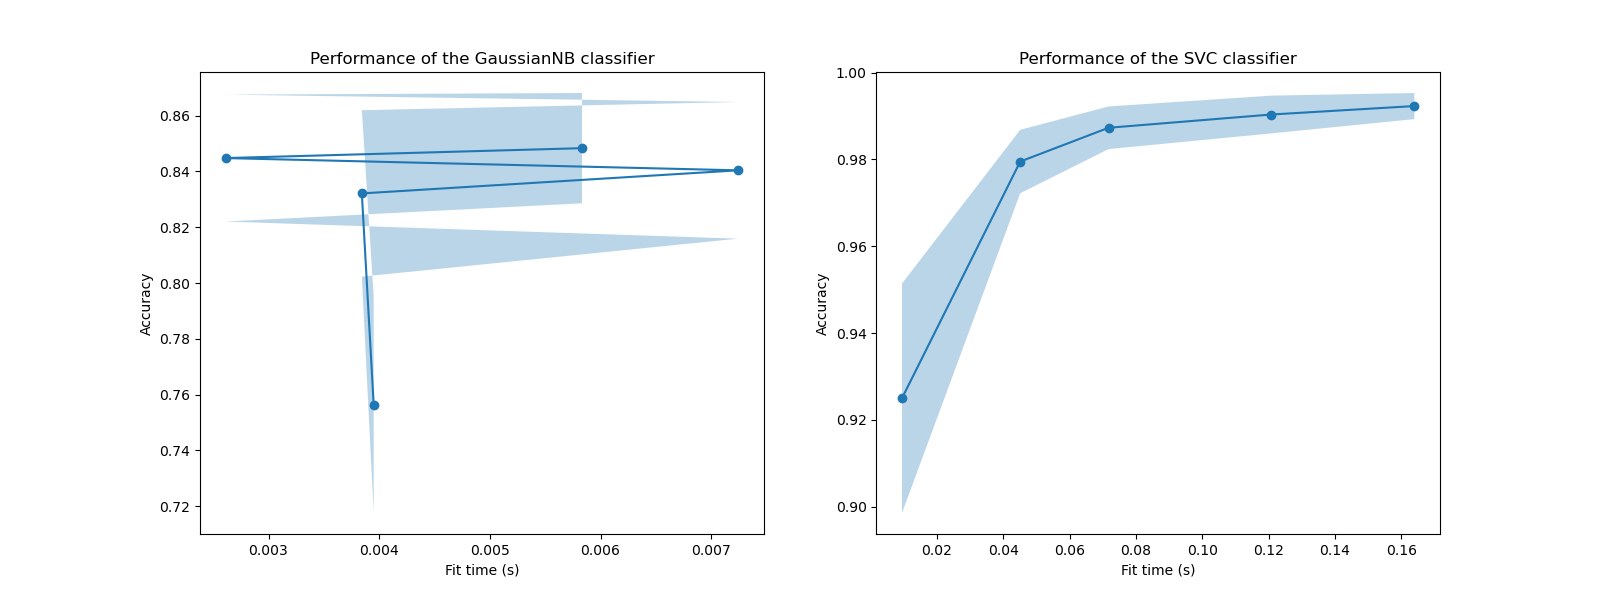 Performance of the GaussianNB classifier
Accuracy
0.86
0.84
0.82
0.80
0.78
0.76
0.74
0.72
0.003 0.004 0.005 0.006 0.007
Fit time (s)
Performance of the SVC classifier
Accuracy
1.00
0.98
0.96
0.94
0.92
0.90
0.02 0.04 0.06 0.08 0.10 0.12 0.14 0.16
Fit time (s)